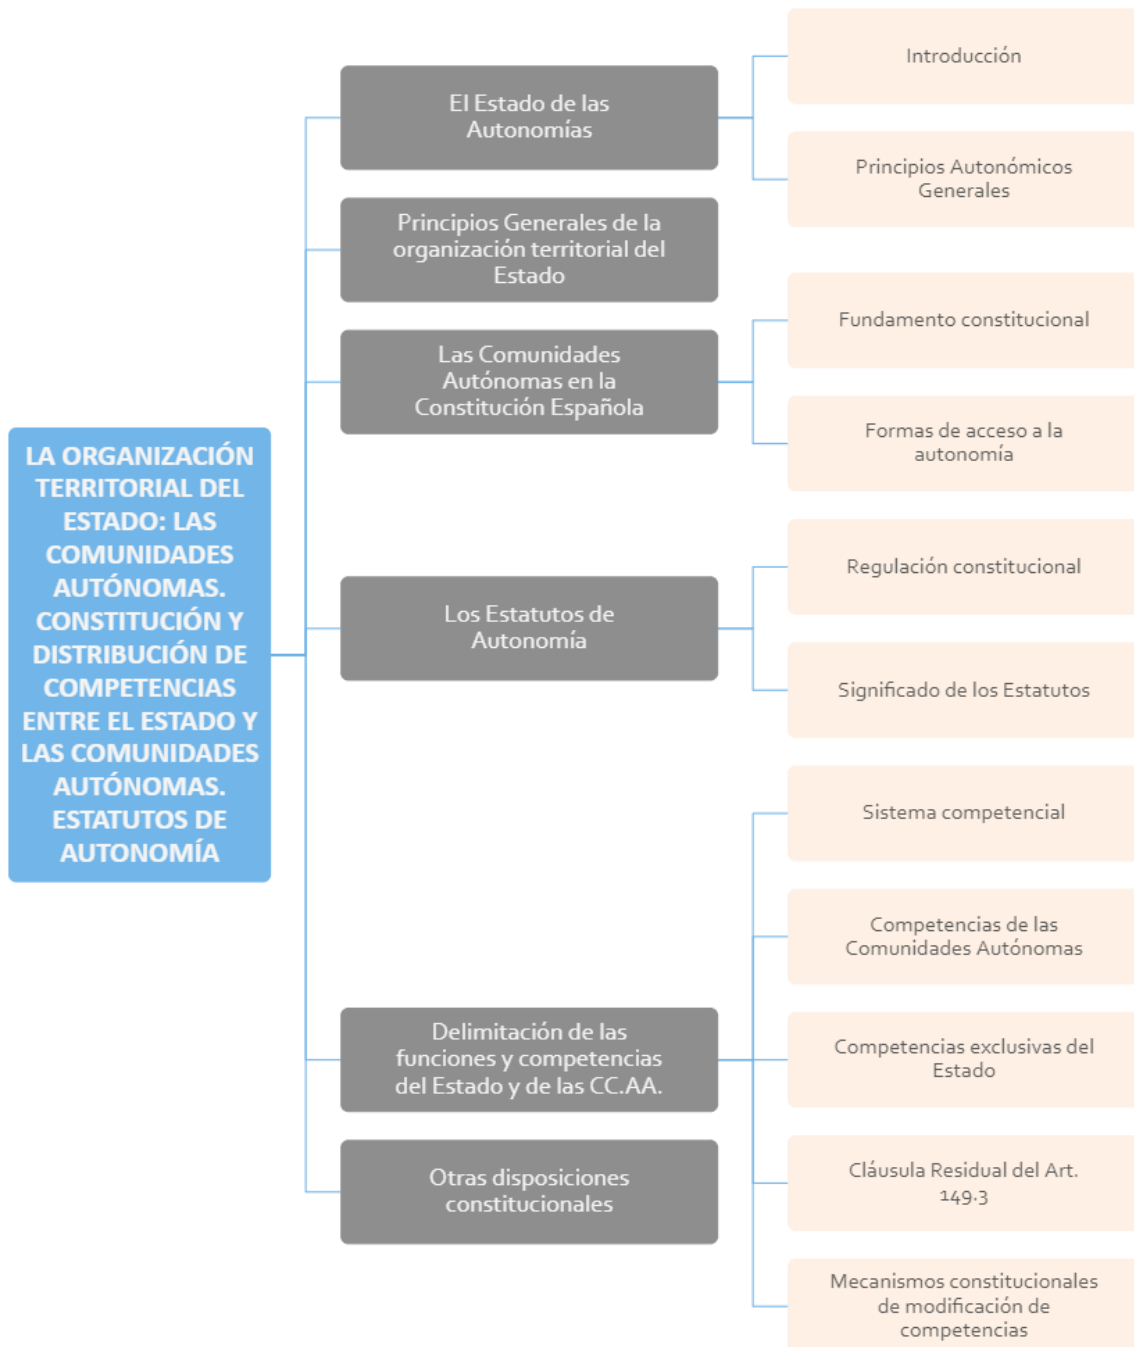 LA ORGANIZACIÓN
TERRITORIAL DEL
ESTADO: LAS
COMUNIDADES
AUTÓNOMAS.
CONSTITUCIÓN Y
DISTRIBUCIÓN DE
COMPETENCIAS
ENTRE EL ESTADO Y
LAS COMUNIDADES
AUTÓNOMAS.
ESTATUTOS DE
AUTONOMÍA
El Estado de las
Autonomías
Introducción
Principios Autonómicos
Generales
Principios Generales de la
organización territorial del
Estado
Las Comunidades
Autónomas en la
Constitución Española
Fundamento constitucional
Formas de acceso a la
autonomía
Los Estatutos de
Autonomía
Regulación constitucional
Significado de los Estatutos
Delimitación de las
funciones y competencias
del Estado y de las CC.AA.
Sistema competencial
Competencias de las
Comunidades Autónomas
Competencias exclusivas del
Estado
Cláusula Residual del Art.
149.3
Mecanismos constitucionales
de modificación de
competencias
Otras disposiciones
constitucionales